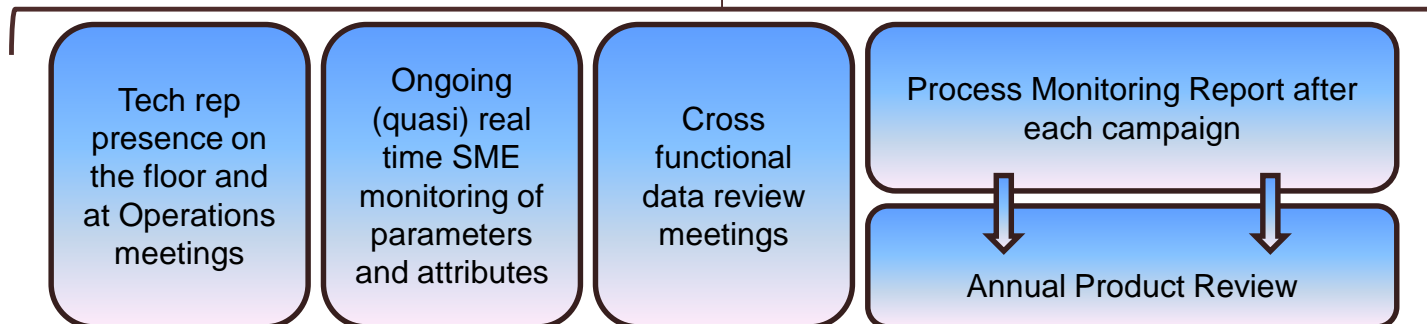 Tech rep
presence on
the floor and
at Operations
meetings
Ongoing
(quasi) real
time SME
monitoring of
parameters
and attributes
Cross
functional
data review
meetings
Process Monitoring Report after
each campaign
Annual Product Review